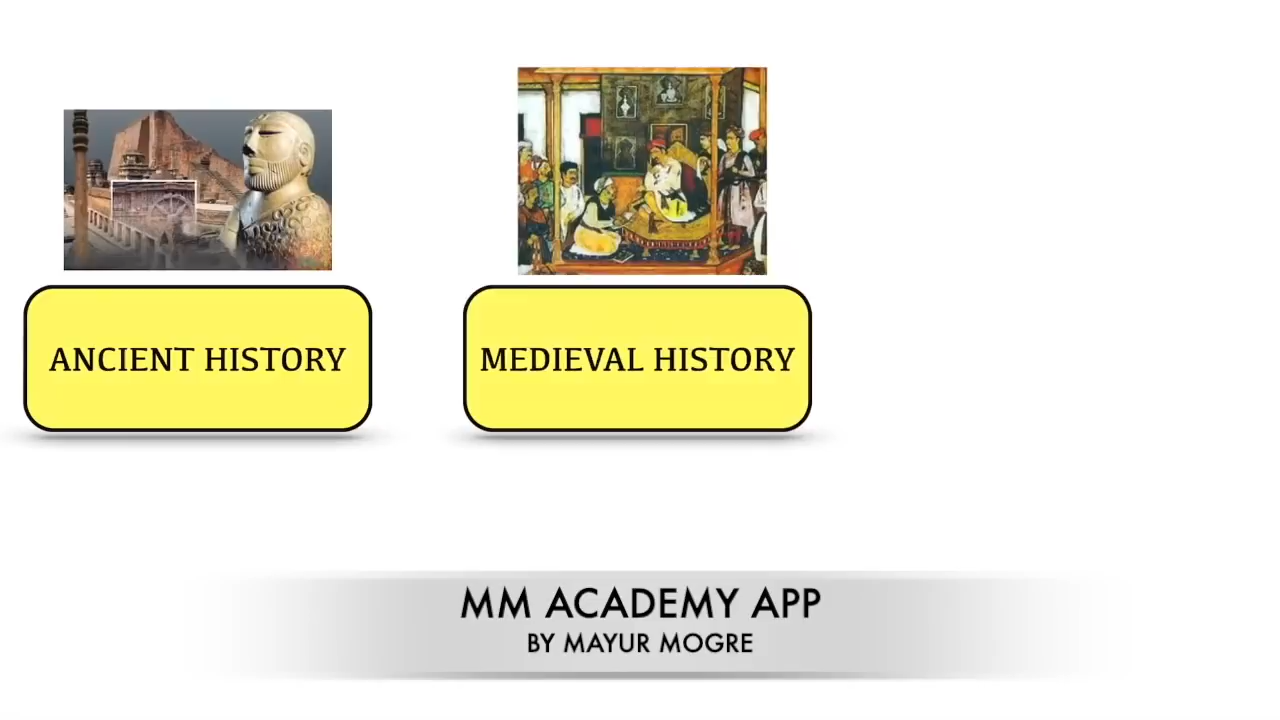 ANCIENT HISTORY
MEDIEVAL HISTORY
MM ACADEMY APP
BY MAYUR MOGRE